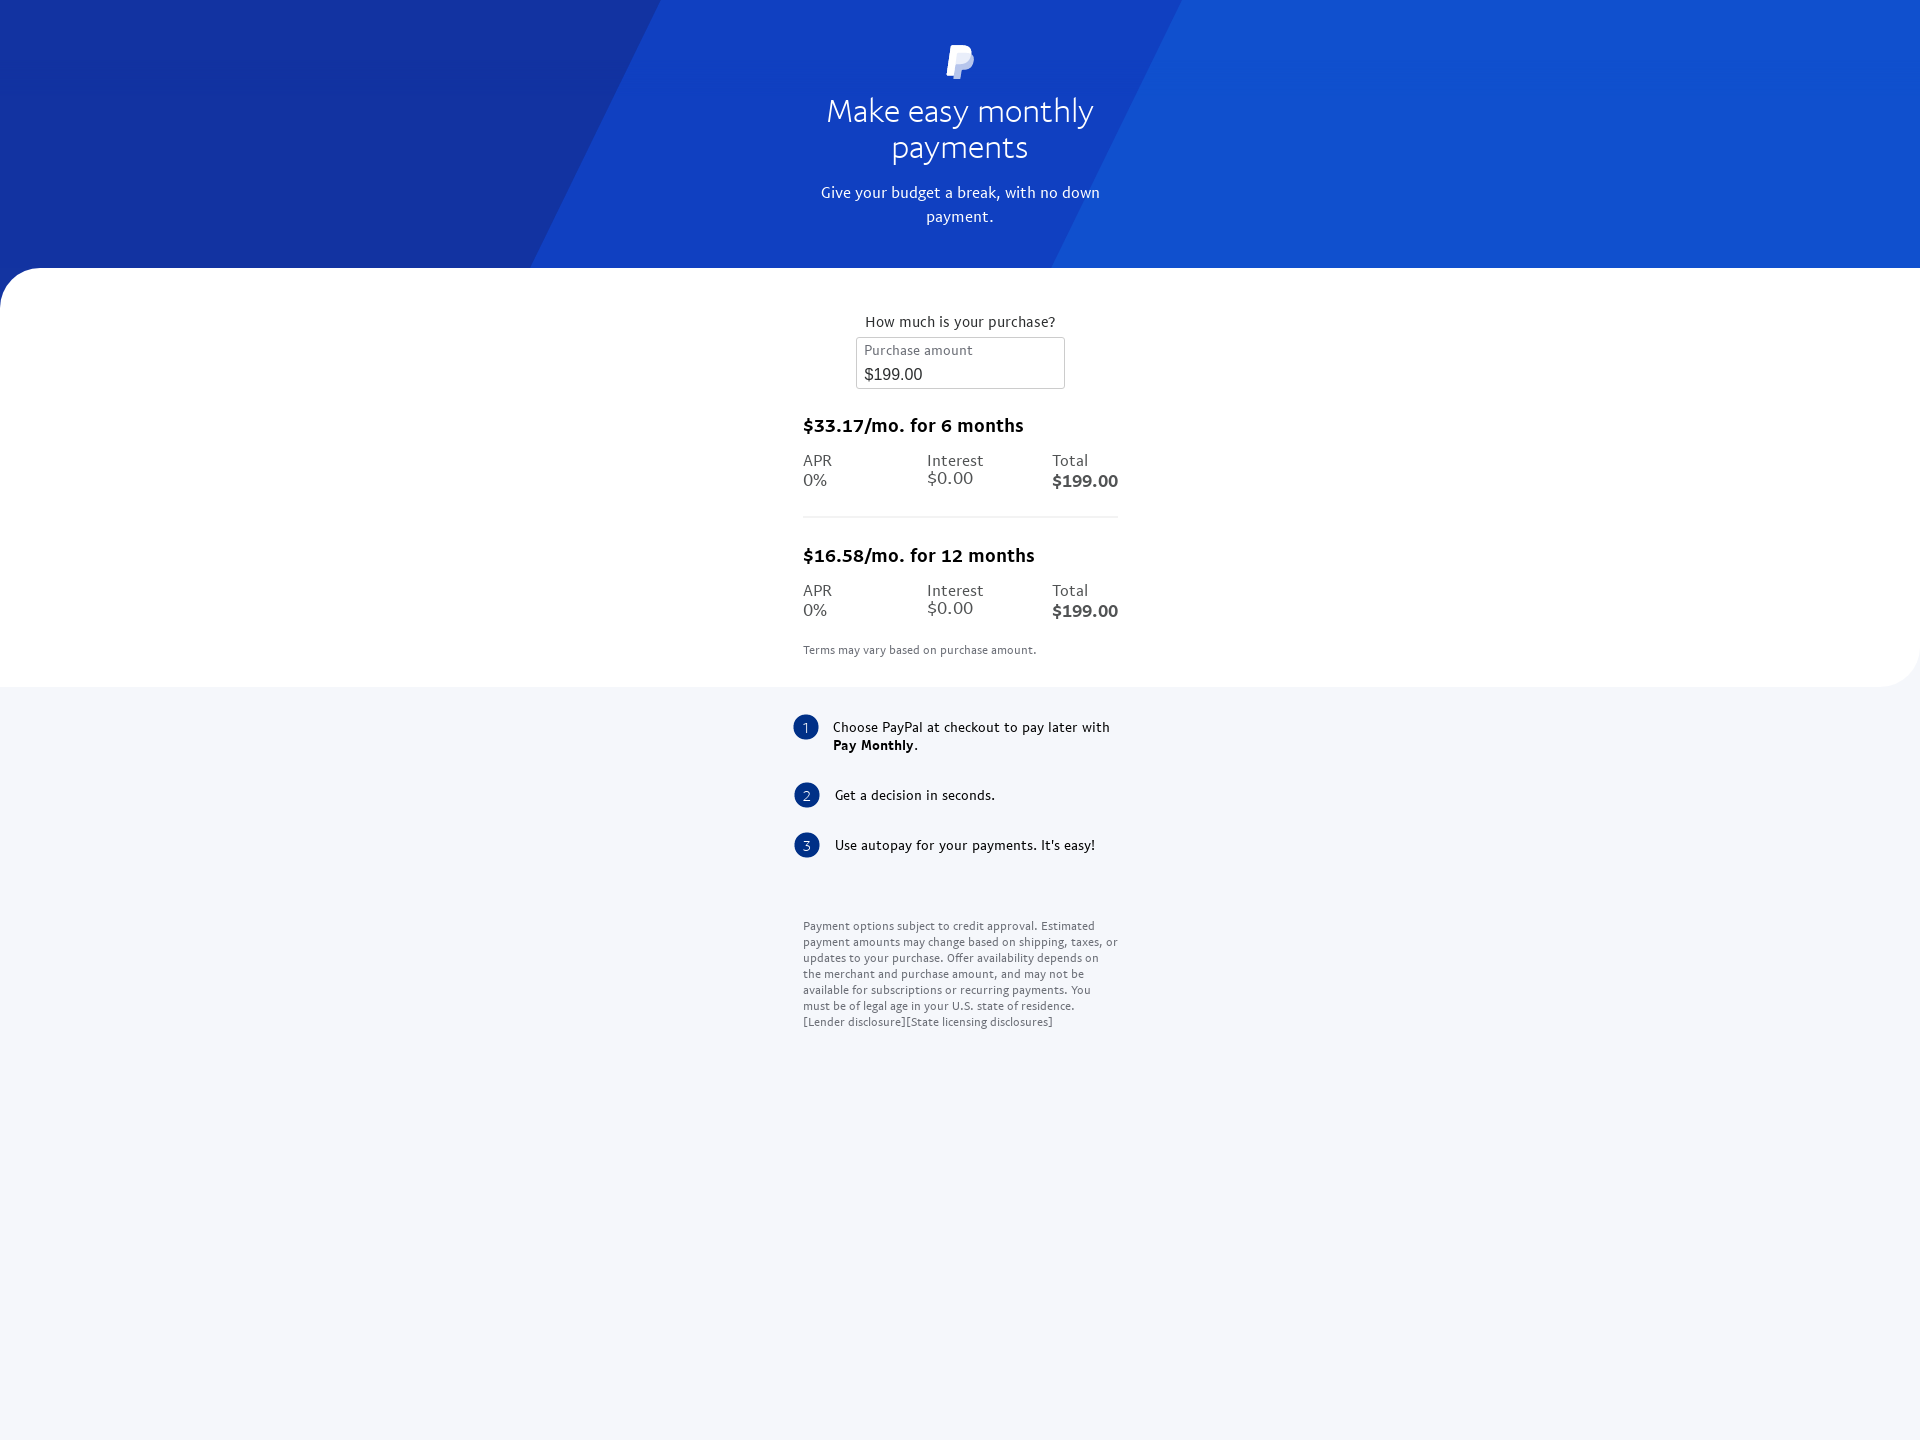 Make easy monthly
payments
Give your budget a break, with no down
payment.
How much is your purchase?
Purchase amount
$199.00
$33.17/mo. for 6 months
APR Interest Total
0% $0.00 $199.00
$16.58/mo. for 12 months
APR Interest Total
0% $0.00 $199.00
Terms may vary based on purchase amount.
1 Choose PayPal at checkout to pay later with
Pay Monthly.
2 Get a decision in seconds.
3 Use autopay for your payments. It's easy!
Payment options subject to credit approval. Estimated
payment amounts may change based on shipping, taxes, or
updates to your purchase. Offer availability depends on
the merchant and purchase amount, and may not be
available for subscriptions or recurring payments. You
must be of legal age in your U.S. state of residence.
[Lender disclosure][State licensing disclosures]